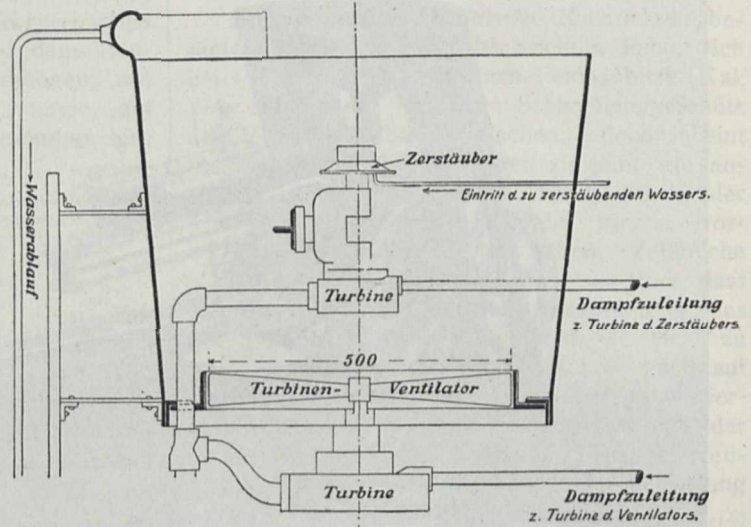 Zerstäuber
Eintritt d. zu zerstäubenden Wassers.
Wasserablauf
Turbine
Dampfzuleitung
z. Turbine d. Zerstäubers
500
Turbinen- Ventilator
Turbine
Dampfzuleitung
z. Turbine d. Ventilators.